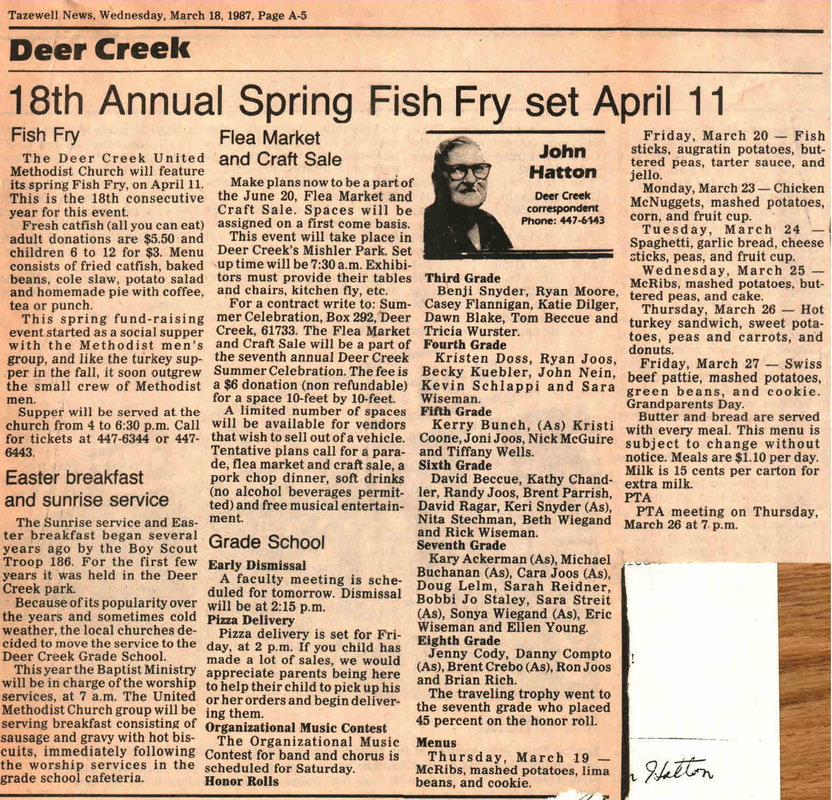 Tazewell News, Wednesday, March 18, 1987, Page A-5
Deer Creek
18th Annual Spring Fish Fry set April 11
Fish Fry
The Deer Creek United
Methodist Church will feature
its spring Fish Fry, on April 11.
This is the 18th consecutive
year for this event.
Fresh catfish (all you can eat)
adult donations are $5.50 and
children 6 to 12 for $3. Menu
consists of fried catfish, baked
beans, cole slaw, potato salad
and homemade pie with coffee,
tea or punch.
This spring fund-raising
event started as a social supper
with the Methodist men's
group, and like the turkey sup-
per in the fall, it soon outgrew
the small crew of Methodist
men.
Supper will be served at the
church from 4 to 6:30 p.m. Call
for tickets at 447-6344 or 447-
6443.
Easter breakfast
and sunrise service
The Sunrise service and Eas-
ter breakfast began several
years ago by the Boy Scout
Troop 186. For the first few
years it was held in the Deer
Creek park.
Because of its popularity over
the years and sometimes cold
weather, the local churches de-
cided to move the service to the
Deer Creek Grade School.
This year the Baptist Ministry
will be in charge of the worship
services, at 7 a.m. The United
Methodist Church group will be
serving breakfast consisting of
sausage and gravy with hot bis-
cuits, immediately following
the worship services in the
grade school cafeteria.
Flea Market
and Craft Sale
Make plans now to be a part of
the June 20, Flea Market and
Craft Sale. Spaces will be
assigned on a first come basis.
This event will take place in
Deer Creek's Mishler Park. Set
up time will be 7:30 a.m. Exhibi-
tors must provide their tables
and chairs, kitchen fly, etc.
For a contract write to: Sum-
mer Celebration, Box 292, Deer
Creek, 61733. The Flea Market
and Craft Sale will be a part of
the seventh annual Deer Creek
Summer Celebration. The fee is
a $6 donation (non refundable)
for a space 10-feet by 10-feet.
A limited number of spaces
will be available for vendors
that wish to sell out of a vehicle.
Tentative plans call for a para-
de, flea market and craft sale, a
pork chop dinner, soft drinks
(no alcohol beverages permit-
ted) and free musical entertain-
ment.
Grade School
Early Dismissal
A faculty meeting is sche-
duled for tomorrow. Dismissal
will be at 2:15 p.m.
Pizza Delivery
Pizza delivery is set for Fri-
day, at 2 p.m. If you child has
made a lot of sales, we would
appreciate parents being here
to help their child to pick up his
or her orders and begin deliver-
ing them.
Organizational Music Contest
The Organizational Music
Contest for band and chorus is
scheduled for Saturday.
Honor Rolls
John
Hatton
Deer Creek
correspondent
Phone: 447-6143
Third Grade
Benji Snyder, Ryan Moore,
Casey Flannigan, Katie Dilger,
Dawn Blake, Tom Beccue and
Tricia Wurster.
Fourth Grade
Kristen Doss, Ryan Joos,
Becky Kuebler, John Nein,
Kevin Schlappi and Sara
Wiseman.
Fifth Grade
Kerry Bunch, (As) Kristi
Coone, Joni Joos, Nick McGuire
and Tiffany Wells.
Sixth Grade
David Beccue, Kathy Chand-
ler, Randy Joos, Brent Parrish,
David Ragar, Keri Snyder (As),
Nita Stechman, Beth Wiegand
and Rick Wiseman.
Seventh Grade
Kary Ackerman (As), Michael
Buchanan (As), Cara Joos (As),
Doug Lelm, Sarah Reidner,
Bobbi Jo Staley, Sara Streit
(As), Sonya Wiegand (As), Eric
Wiseman and Ellen Young.
Eighth Grade
Jenny Cody, Danny Compto
(As), Brent Crebo (As), Ron Joos
and Brian Rich.
The traveling trophy went to
the seventh grade who placed
45 percent on the honor roll.
Menus
Thursday, March 19 —
McRibs, mashed potatoes, lima
beans, and cookie.
Friday, March 20 — Fish
sticks, augratin potatoes, but-
tered peas, tarter sauce, and
jello.
Monday, March 23 — Chicken
McNuggets, mashed potatoes,
corn, and fruit cup.
Tuesday, March 24 —
Spaghetti, garlic bread, cheese
sticks, peas, and fruit cup.
Wednesday, March 25 —
McRibs, mashed potatoes, but-
tered peas, and cake.
Thursday, March 26 — Hot
turkey sandwich, sweet pota-
toes, peas and carrots, and
donuts.
Friday, March 27 — Swiss
beef pattie, mashed potatoes,
green beans, and cookie.
Grandparents Day.
Butter and bread are served
with every meal. This menu is
subject to change without
notice. Meals are $1.10 per day.
Milk is 15 cents per carton for
extra milk.
PTA
PTA meeting on Thursday,
March 26 at 7 p.m.
n Hatton